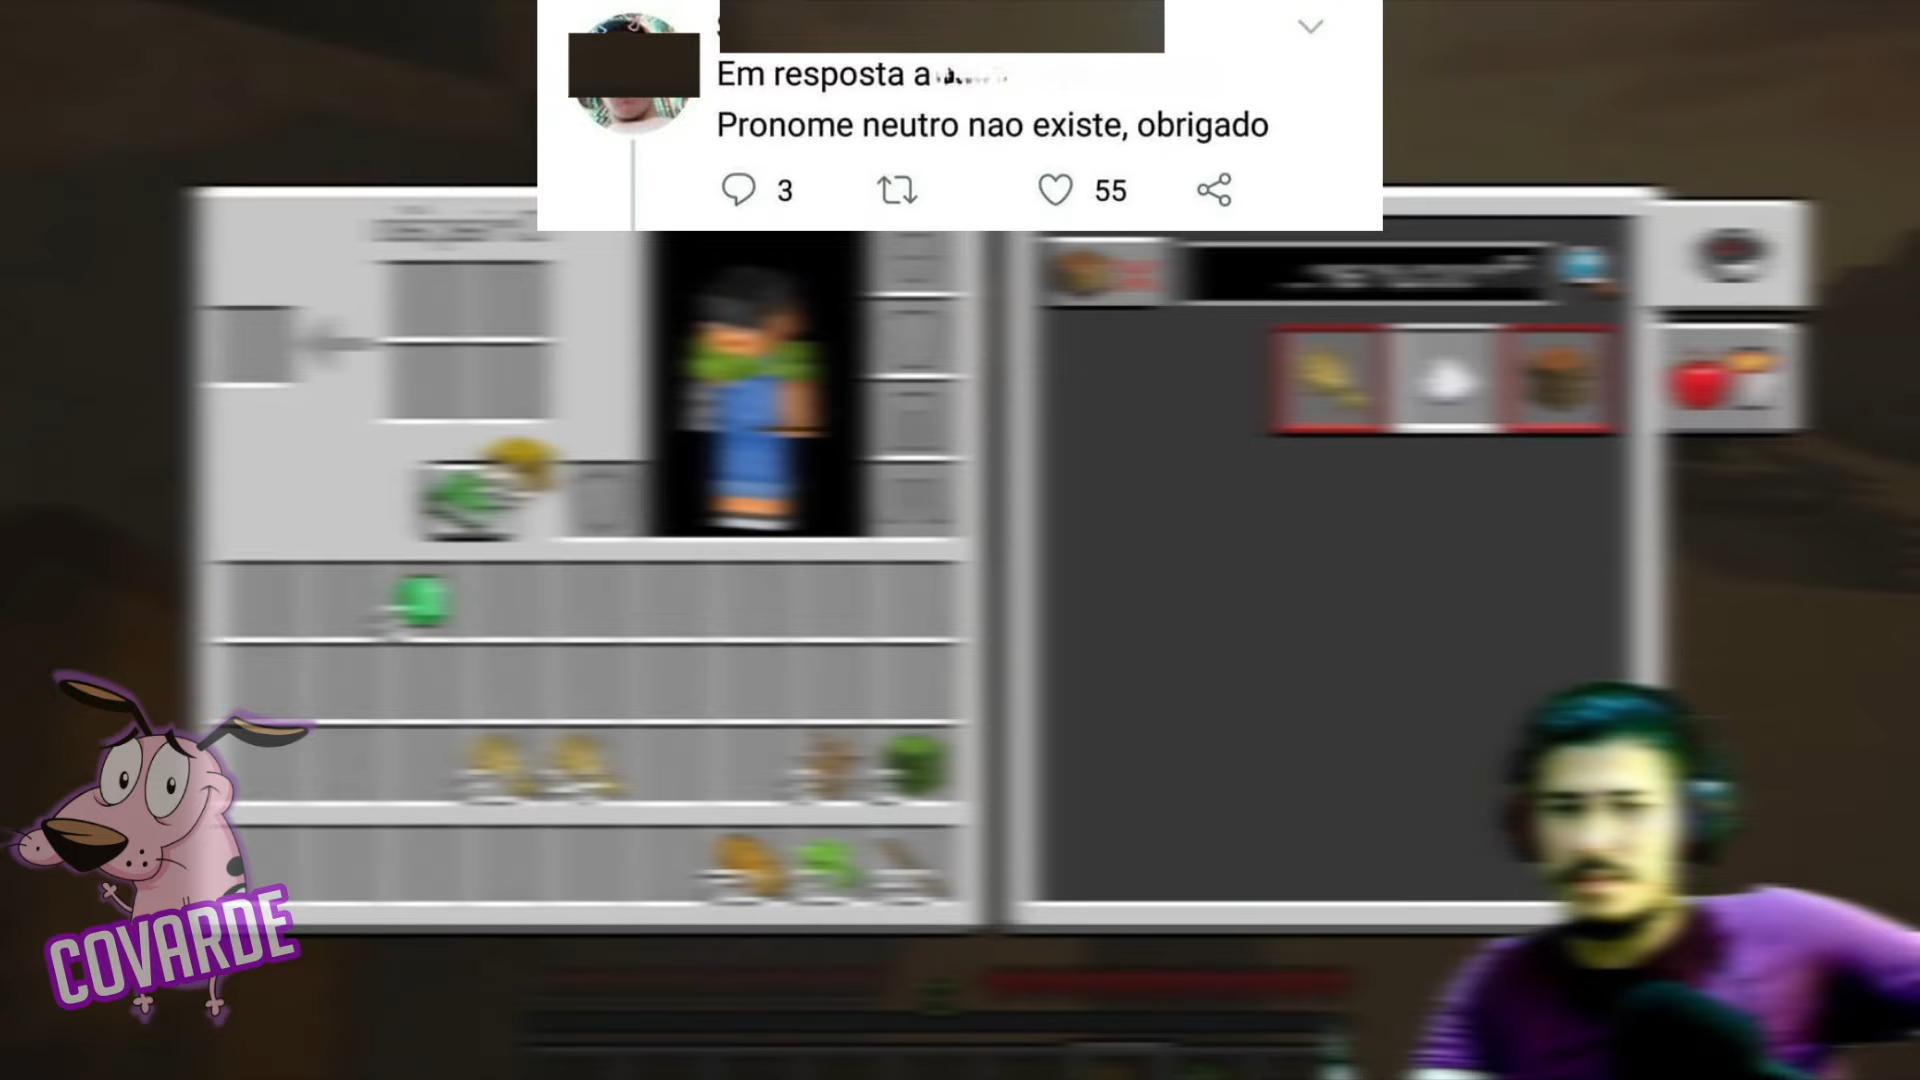 Em resposta a
Pronome neutro nao existe, obrigado
3
55
COVARDE